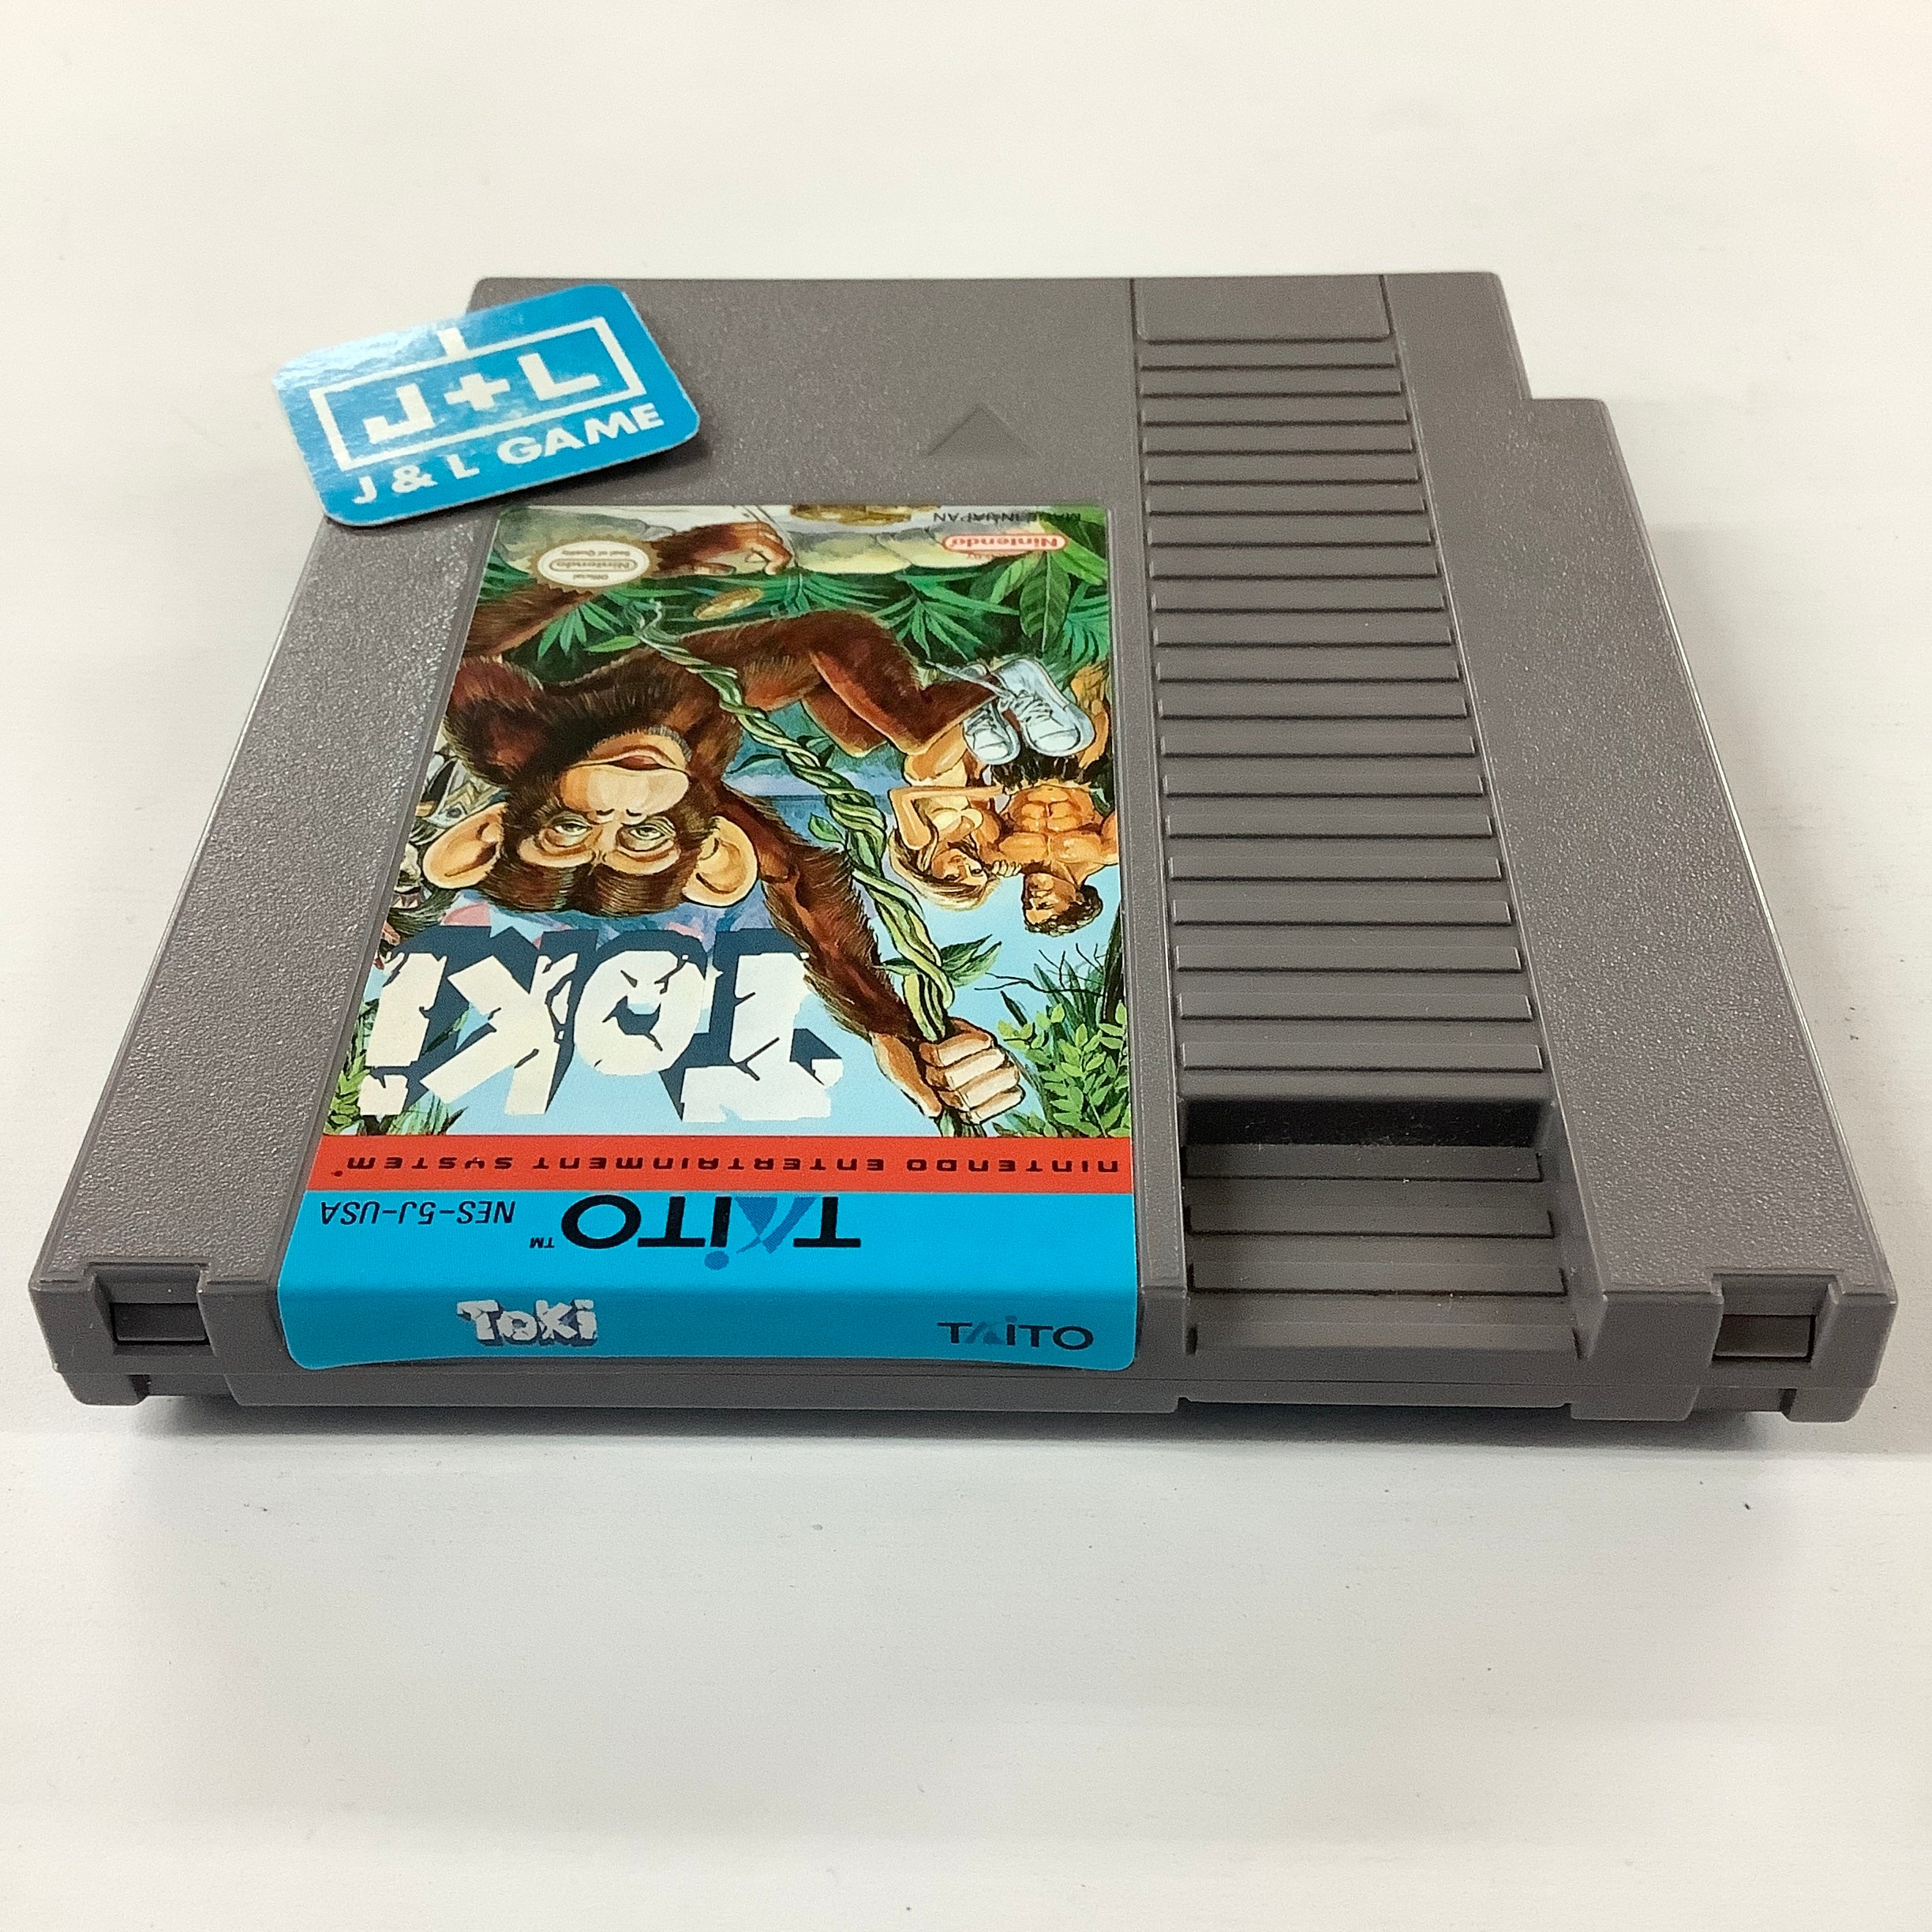 J+L
J & L GAME
TAITO
TOKI
TAiTO™
NES-5J-USA
NINTENDO ENTERTAINMENT SYSTEM®
TOKI
Official
Nintendo
Seal of Quality
Nintendo
MADE IN JAPAN